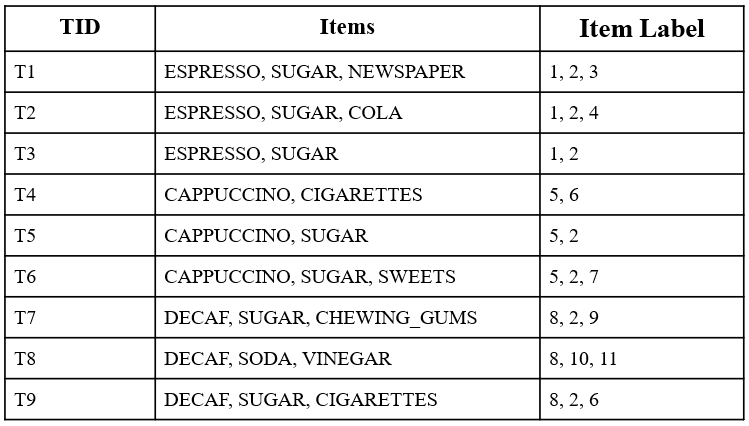 TID Items Item Label
T1 ESPRESSO, SUGAR, NEWSPAPER 1, 2, 3
T2 ESPRESSO, SUGAR, COLA 1, 2, 4
T3 ESPRESSO, SUGAR 1, 2
T4 CAPPUCCINO, CIGARETTES 5, 6
T5 CAPPUCCINO, SUGAR 5, 2
T6 CAPPUCCINO, SUGAR, SWEETS 5, 2, 7
T7 DECAF, SUGAR, CHEWING_GUMS 8, 2, 9
T8 DECAF, SODA, VINEGAR 8, 10, 11
T9 DECAF, SUGAR, CIGARETTES 8, 2, 6